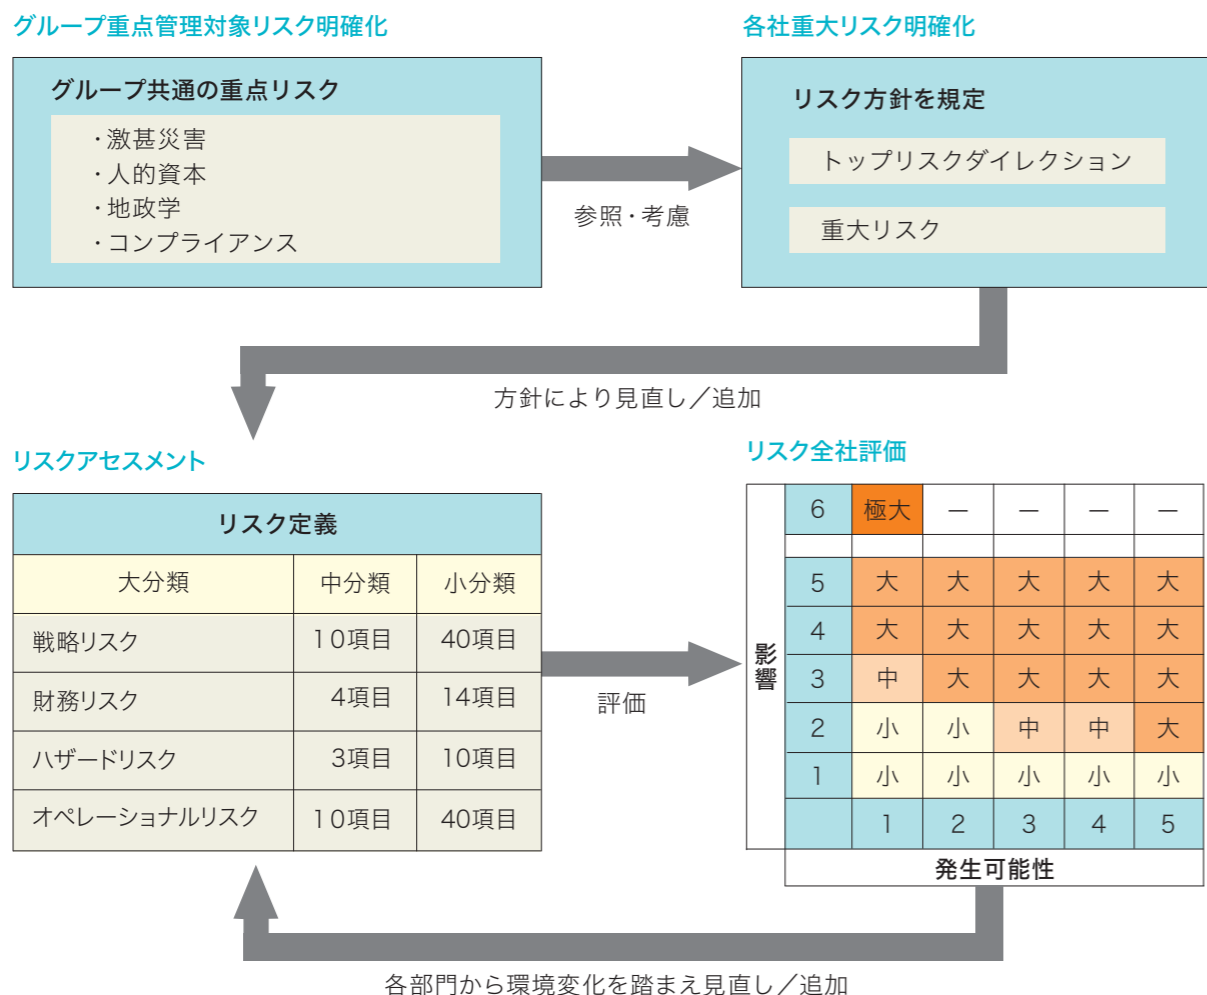 グループ重点管理対象リスク明確化
グループ共通の重点リスク
・激甚災害
・人的資本
・地政学
・コンプライアンス
参照・考慮
各社重大リスク明確化
リスク方針を規定
トップリスクダイレクション
重大リスク
方針により見直し／追加
リスクアセスメント
リスク定義
大分類 中分類 小分類
戦略リスク 10項目 40項目
財務リスク 4項目 14項目
ハザードリスク 3項目 10項目
オペレーショナルリスク 10項目 40項目
評価
リスク全社評価
影響
6 極大 ― ― ― ―
5 大 大 大 大 大
4 大 大 大 大 大
3 中 大 大 大 大
2 小 小 中 中 大
1 小 小 小 小 小
1 2 3 4 5
発生可能性
各部門から環境変化を踏まえ見直し／追加